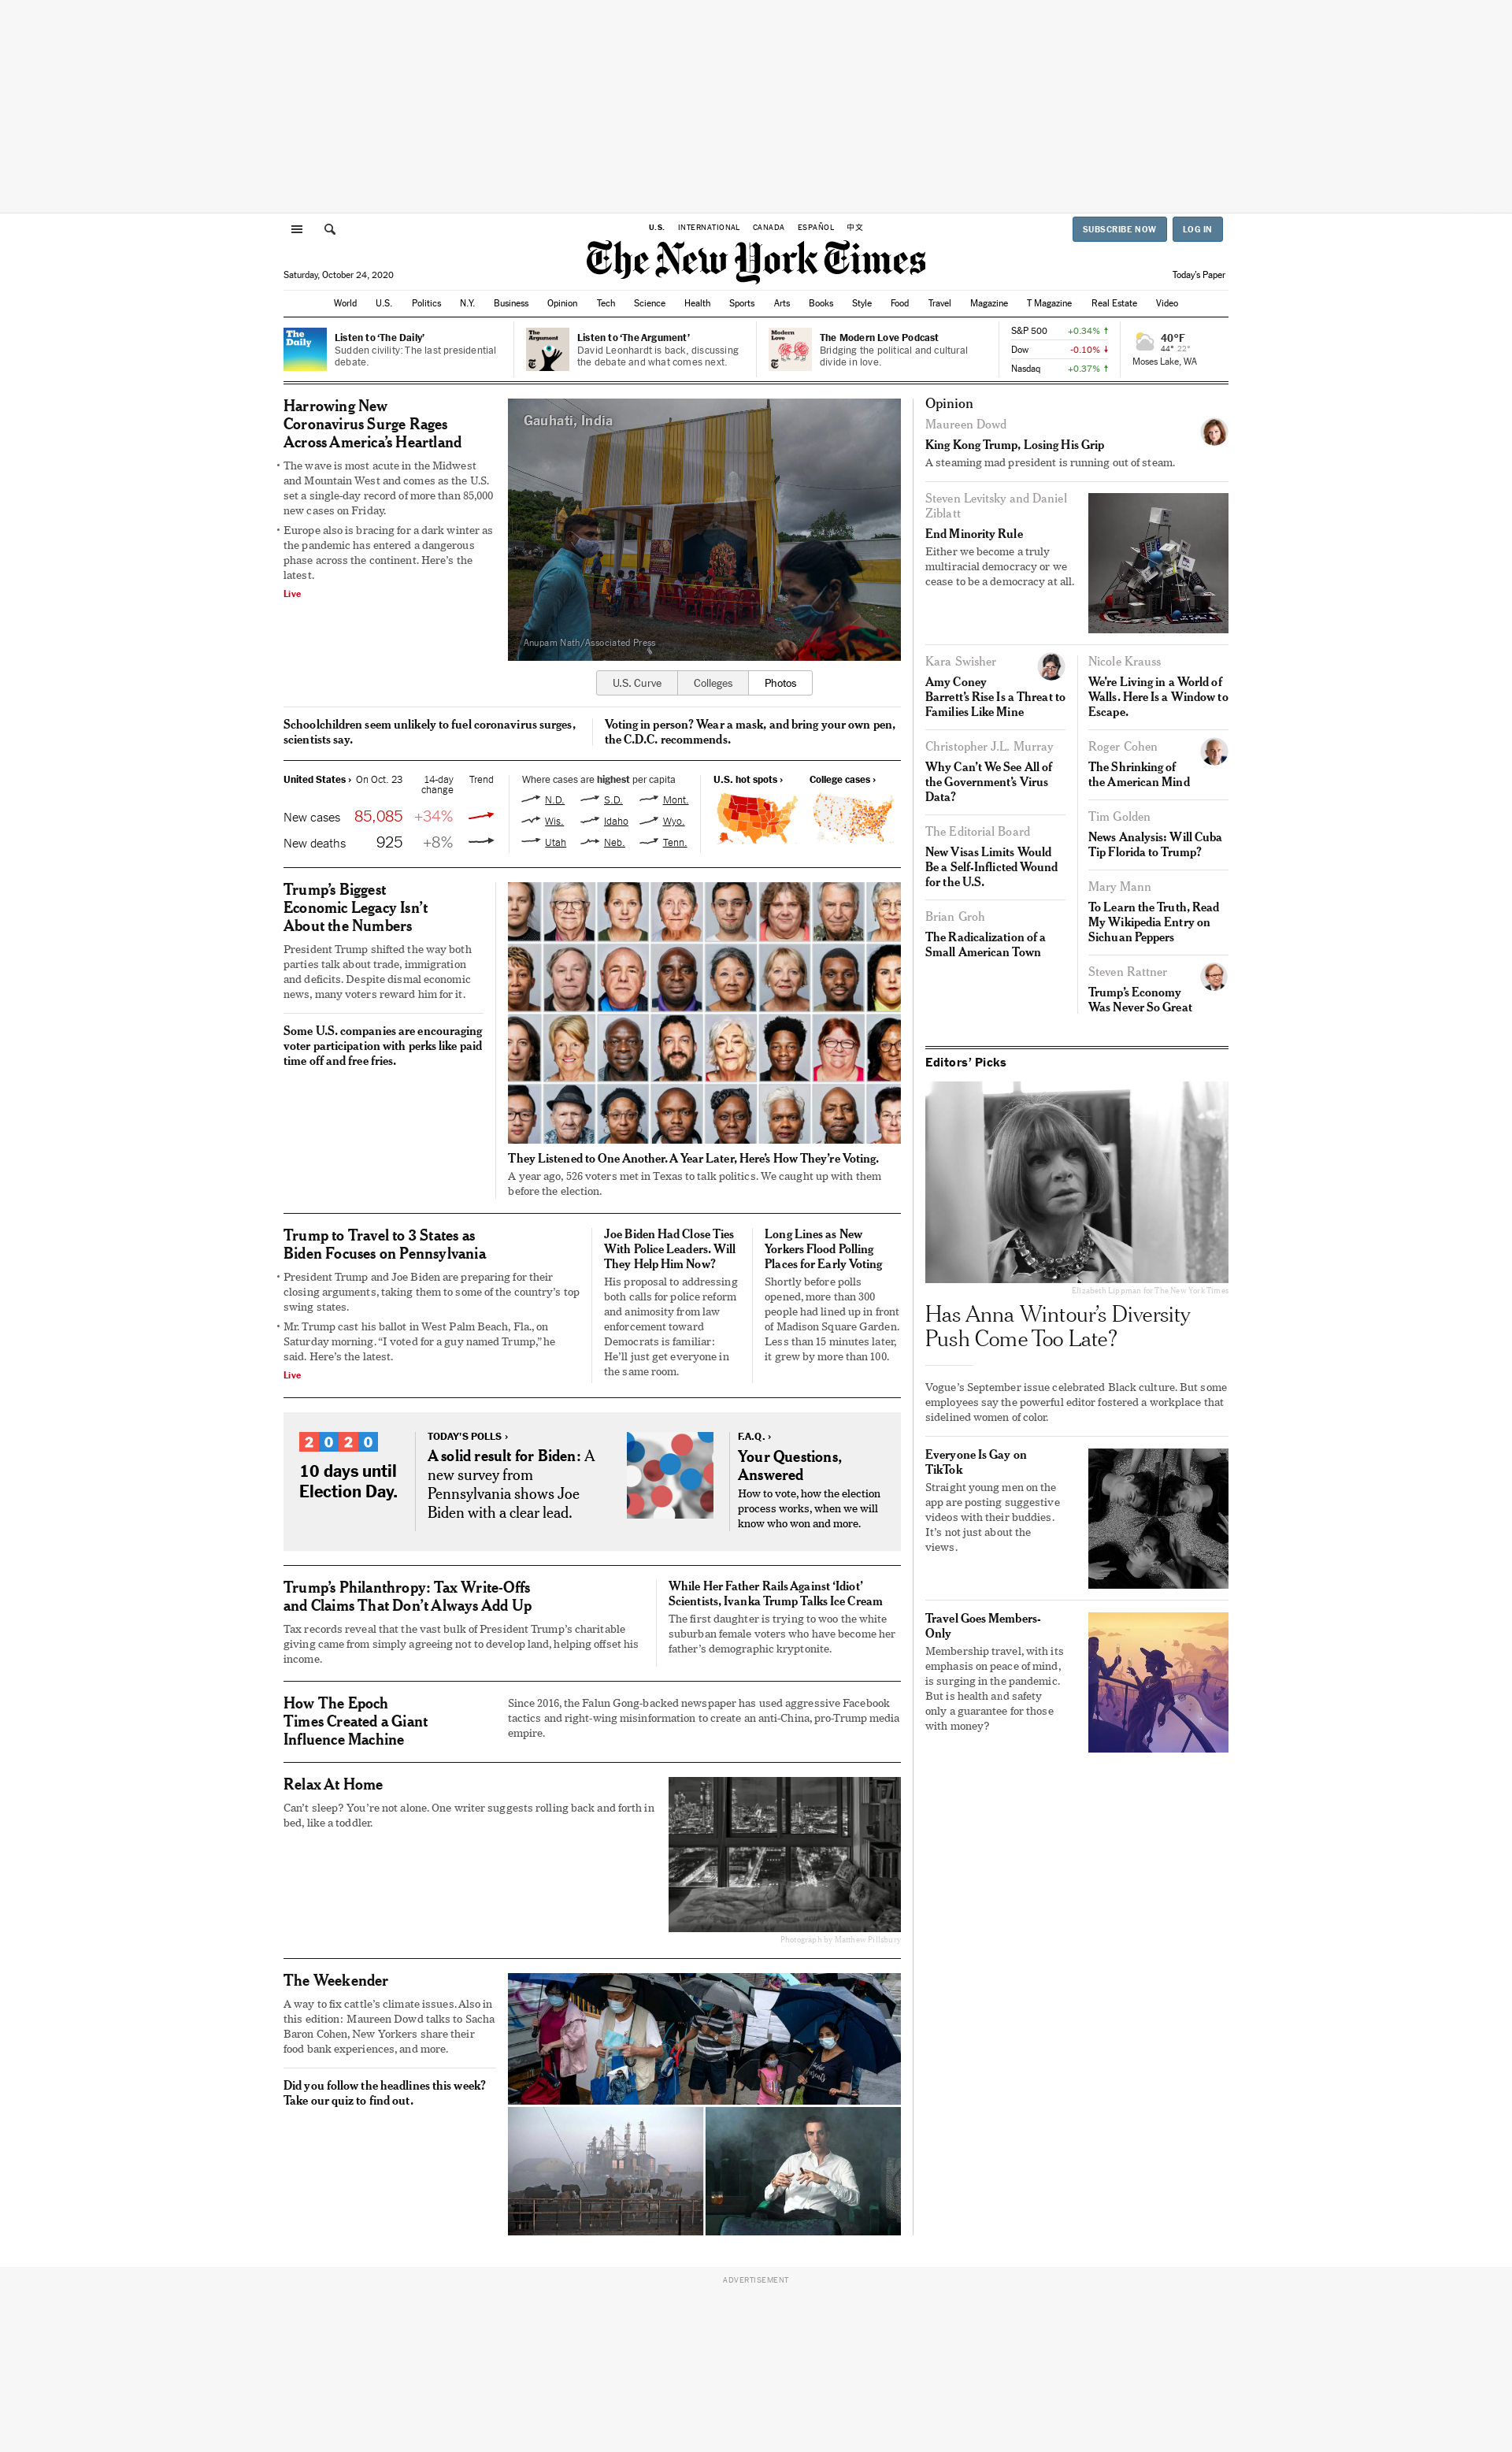 U.S. INTERNATIONAL CANADA ESPAÑOL 中文
SUBSCRIBE NOW LOG IN
The New York Times
Saturday, October 24, 2020
Today's Paper
World U.S. Politics N.Y. Business Opinion Tech Science Health Sports Arts Books Style Food Travel Magazine T Magazine Real Estate Video
The
Daily
Listen to ‘The Daily’
Sudden civility: The last presidential
debate.
The
Argument
Listen to ‘The Argument’
David Leonhardt is back, discussing
the debate and what comes next.
Modern
Love
The Modern Love Podcast
Bridging the political and cultural
divide in love.
S&P 500 +0.34% ↑
Dow -0.10% ↓
Nasdaq +0.37% ↑
40°F
44° 22°
Moses Lake, WA
Harrowing New
Coronavirus Surge Rages
Across America’s Heartland
• The wave is most acute in the Midwest
and Mountain West and comes as the U.S.
set a single-day record of more than 85,000
new cases on Friday.
• Europe also is bracing for a dark winter as
the pandemic has entered a dangerous
phase across the continent. Here’s the
latest.
Live
Gauhati, India
Anupam Nath/Associated Press
U.S. Curve Colleges Photos
Schoolchildren seem unlikely to fuel coronavirus surges,
scientists say.
Voting in person? Wear a mask, and bring your own pen,
the C.D.C. recommends.
United States › On Oct. 23 14-day Trend
change
New cases 85,085 +34%
New deaths 925 +8%
Where cases are highest per capita
N.D. S.D. Mont.
Wis. Idaho Wyo.
Utah Neb. Tenn.
U.S. hot spots ›
College cases ›
Trump’s Biggest
Economic Legacy Isn’t
About the Numbers
President Trump shifted the way both
parties talk about trade, immigration
and deficits. Despite dismal economic
news, many voters reward him for it.
Some U.S. companies are encouraging
voter participation with perks like paid
time off and free fries.
They Listened to One Another. A Year Later, Here’s How They’re Voting.
A year ago, 526 voters met in Texas to talk politics. We caught up with them
before the election.
Trump to Travel to 3 States as
Biden Focuses on Pennsylvania
• President Trump and Joe Biden are preparing for their
closing arguments, taking them to some of the country’s top
swing states.
• Mr. Trump cast his ballot in West Palm Beach, Fla., on
Saturday morning. “I voted for a guy named Trump,” he
said. Here’s the latest.
Live
Joe Biden Had Close Ties
With Police Leaders. Will
They Help Him Now?
His proposal to addressing
both calls for police reform
and animosity from law
enforcement toward
Democrats is familiar:
He’ll just get everyone in
the same room.
Long Lines as New
Yorkers Flood Polling
Places for Early Voting
Shortly before polls
opened, more than 300
people had lined up in front
of Madison Square Garden.
Less than 15 minutes later,
it grew by more than 100.
2020
10 days until
Election Day.
TODAY’S POLLS ›
A solid result for Biden: A
new survey from
Pennsylvania shows Joe
Biden with a clear lead.
F.A.Q. ›
Your Questions,
Answered
How to vote, how the election
process works, when we will
know who won and more.
Trump’s Philanthropy: Tax Write-Offs
and Claims That Don’t Always Add Up
Tax records reveal that the vast bulk of President Trump’s charitable
giving came from simply agreeing not to develop land, helping offset his
income.
While Her Father Rails Against ‘Idiot’
Scientists, Ivanka Trump Talks Ice Cream
The first daughter is trying to woo the white
suburban female voters who have become her
father’s demographic kryptonite.
How The Epoch
Times Created a Giant
Influence Machine
Since 2016, the Falun Gong-backed newspaper has used aggressive Facebook
tactics and right-wing misinformation to create an anti-China, pro-Trump media
empire.
Relax At Home
Can’t sleep? You’re not alone. One writer suggests rolling back and forth in
bed, like a toddler.
Photograph by Matthew Pillsbury
The Weekender
A way to fix cattle’s climate issues. Also in
this edition: Maureen Dowd talks to Sacha
Baron Cohen, New Yorkers share their
food bank experiences, and more.
Did you follow the headlines this week?
Take our quiz to find out.
Opinion
Maureen Dowd
King Kong Trump, Losing His Grip
A steaming mad president is running out of steam.
Steven Levitsky and Daniel
Ziblatt
End Minority Rule
Either we become a truly
multiracial democracy or we
cease to be a democracy at all.
Kara Swisher
Amy Coney
Barrett’s Rise Is a Threat to
Families Like Mine
Christopher J.L. Murray
Why Can’t We See All of
the Government’s Virus
Data?
The Editorial Board
New Visas Limits Would
Be a Self-Inflicted Wound
for the U.S.
Brian Groh
The Radicalization of a
Small American Town
Nicole Krauss
We’re Living in a World of
Walls. Here Is a Window to
Escape.
Roger Cohen
The Shrinking of
the American Mind
Tim Golden
News Analysis: Will Cuba
Tip Florida to Trump?
Mary Mann
To Learn the Truth, Read
My Wikipedia Entry on
Sichuan Peppers
Steven Rattner
Trump’s Economy
Was Never So Great
Editors’ Picks
Elizabeth Lippman for The New York Times
Has Anna Wintour’s Diversity
Push Come Too Late?
Vogue’s September issue celebrated Black culture. But some
employees say the powerful editor fostered a workplace that
sidelined women of color.
Everyone Is Gay on
TikTok
Straight young men on the
app are posting suggestive
videos with their buddies.
It’s not just about the
views.
Travel Goes Members-
Only
Membership travel, with its
emphasis on peace of mind,
is surging in the pandemic.
But is health and safety
only a guarantee for those
with money?
ADVERTISEMENT